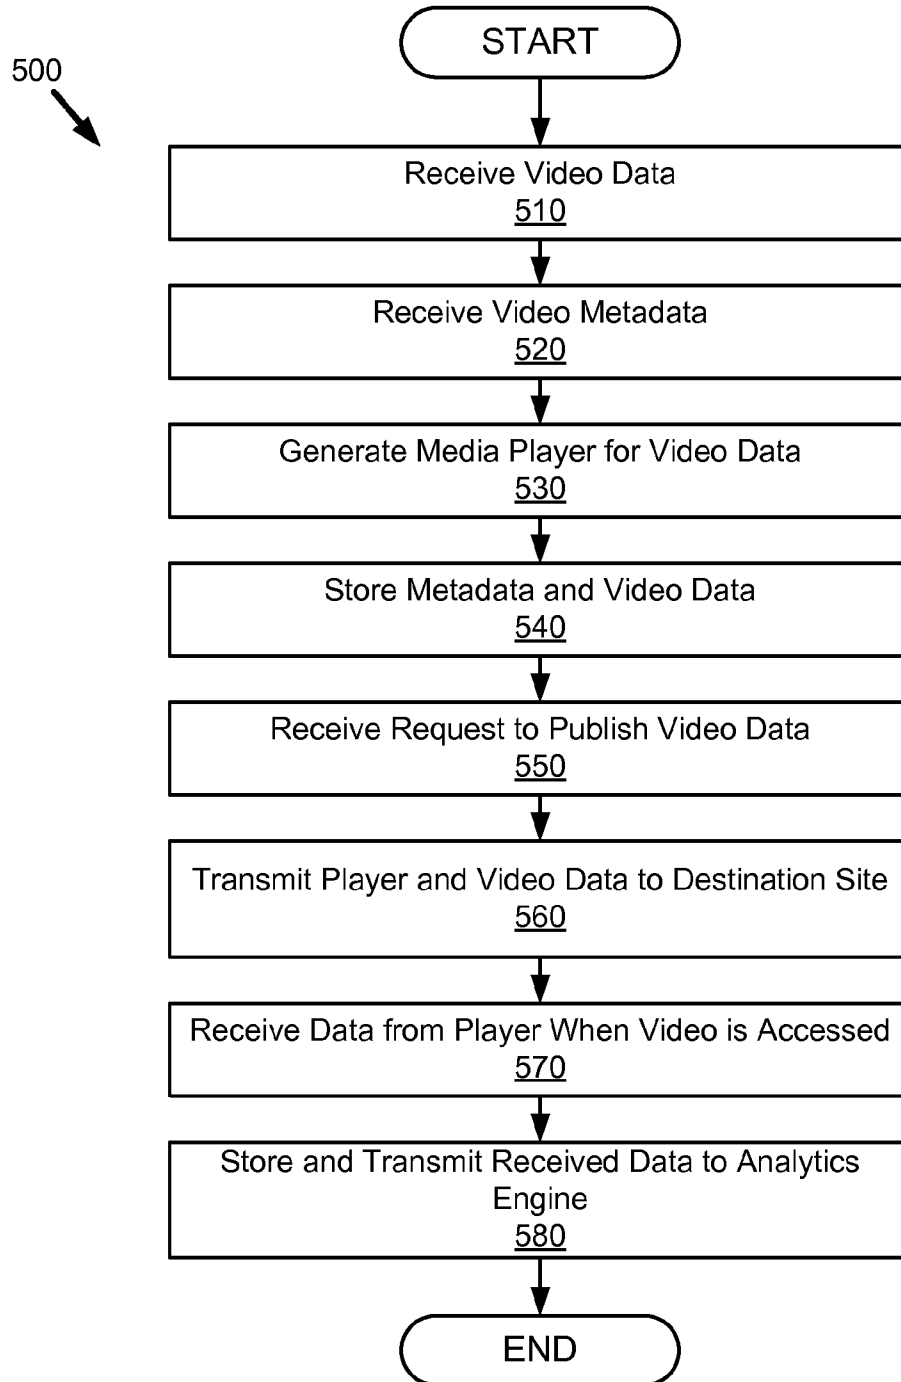 START
500
Receive Video Data
510
Receive Video Metadata
520
Generate Media Player for Video Data
530
Store Metadata and Video Data
540
Receive Request to Publish Video Data
550
Transmit Player and Video Data to Destination Site
560
Receive Data from Player When Video is Accessed
570
Store and Transmit Received Data to Analytics
Engine
580
END